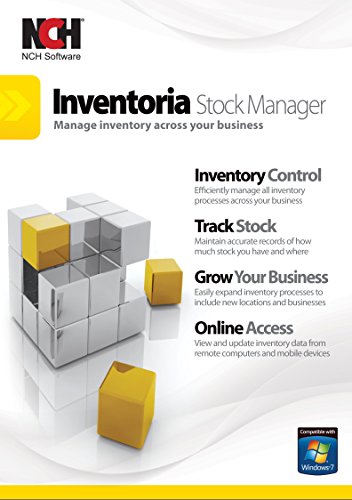 NCH
NCH Software
Inventoria Stock Manager
Manage inventory across your business
Inventory Control
Efficiently manage all inventory
processes across your business
Track Stock
Maintain accurate records of how
much stock you have and where
Grow Your Business
Easily expand inventory processes to
include new locations and businesses
Online Access
View and update inventory data from
remote computers and mobile devices
Compatible with
Windows 7